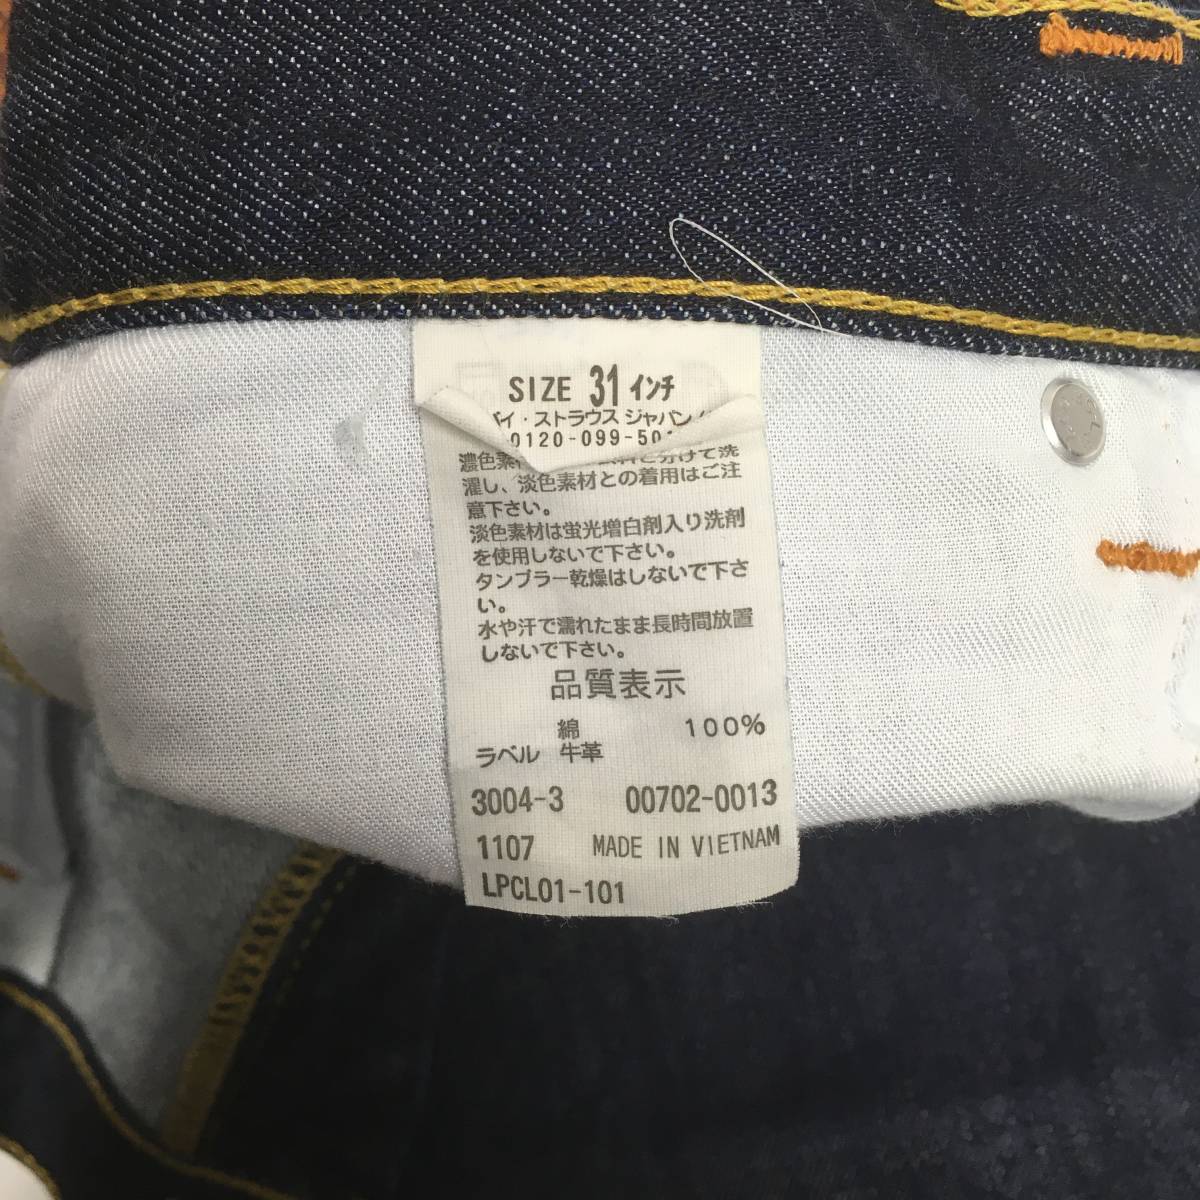 SIZE 31 インチ
バイ・ストラウス ジャパン
0120-099-50
濃色素 分けて洗
濯し、淡色素材との着用はご注
意下さい。
淡色素材は蛍光増白剤入り洗剤
を使用しないで下さい。
タンブラー乾燥はしないで下さ
い。
水や汗で濡れたまま長時間放置
しないで下さい。
品質表示
綿 100%
ラベル 牛革
3004-3 00702-0013
1107 MADE IN VIETNAM
LPCL01-101